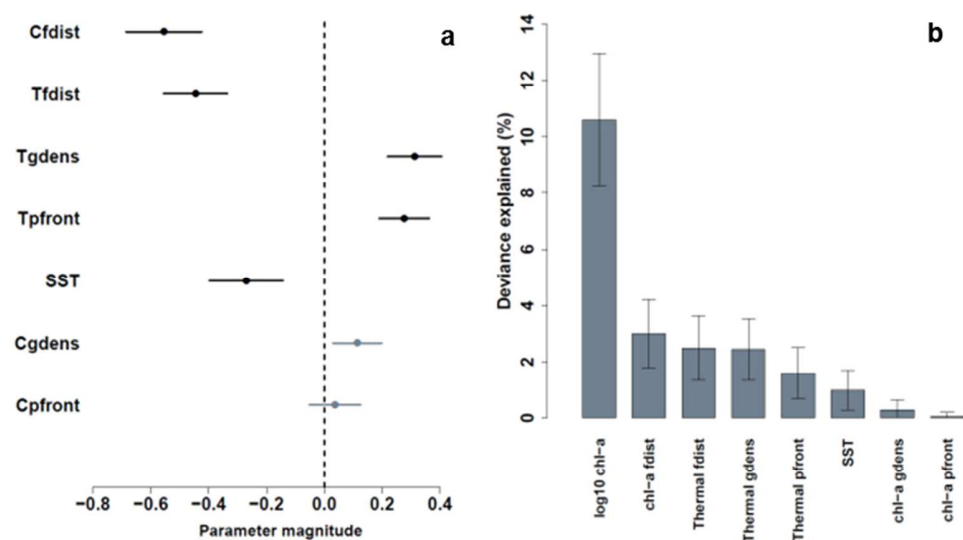 a
Cfdist
Tfdist
Tgdens
Tpfront
SST
Cgdens
Cpfront
−0.8 −0.6 −0.4 −0.2 0.0 0.2 0.4
Parameter magnitude
b
Deviance explained (%)
14
12
10
8
6
4
2
0
log10 chl−a
chl−a fdist
Thermal fdist
Thermal gdens
Thermal pfront
SST
chl−a gdens
chl−a pfront